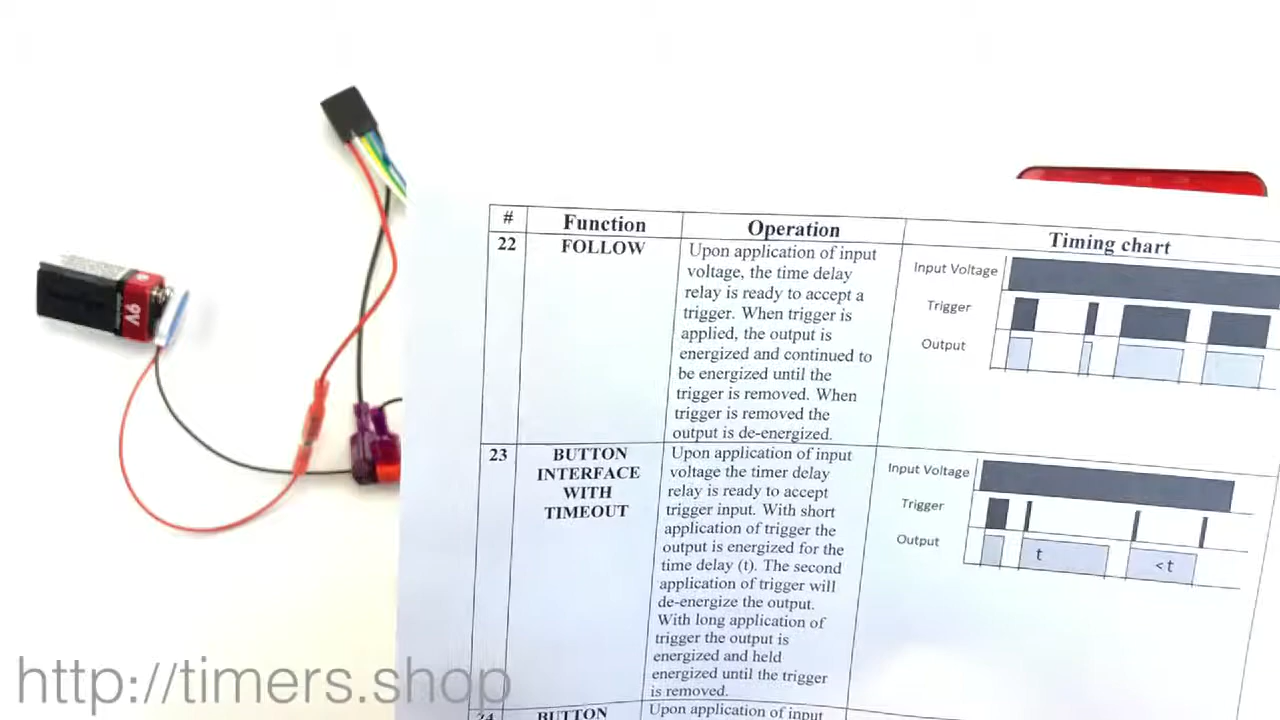 9V
# Function Operation Timing chart
22 FOLLOW
Upon application of input
voltage, the time delay
relay is ready to accept a
trigger. When trigger is
applied, the output is
energized and continued to
be energized until the
trigger is removed. When
trigger is removed the
output is de-energized.
Input Voltage
Trigger
Output
23 BUTTON
INTERFACE
WITH
TIMEOUT
Upon application of input
voltage the timer delay
relay is ready to accept
trigger input. With short
application of trigger the
output is energized for the
time delay (t). The second
application of trigger will
de-energize the output.
With long application of
trigger the output is
energized and held
energized until the trigger
is removed.
Input Voltage
Trigger
Output
t
<t
24 BUTTON
Upon application of input
http://timers.shop